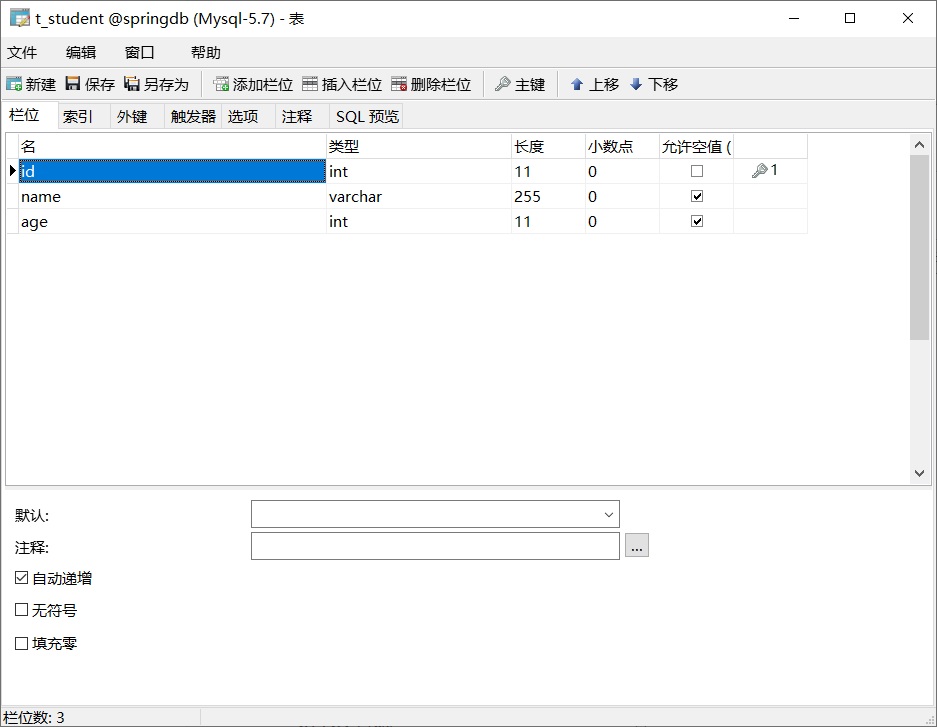 t_student @springdb (Mysql-5.7) - 表
文件 编辑 窗口 帮助
新建 保存 另存为 添加栏位 插入栏位 删除栏位 主键 上移 下移
栏位 索引 外键 触发器 选项 注释 SQL 预览
名 类型 长度 小数点 允许空值 (
id int 11 0 1
name varchar 255 0
age int 11 0
默认:
注释: ...
自动递增
无符号
填充零
栏位数: 3